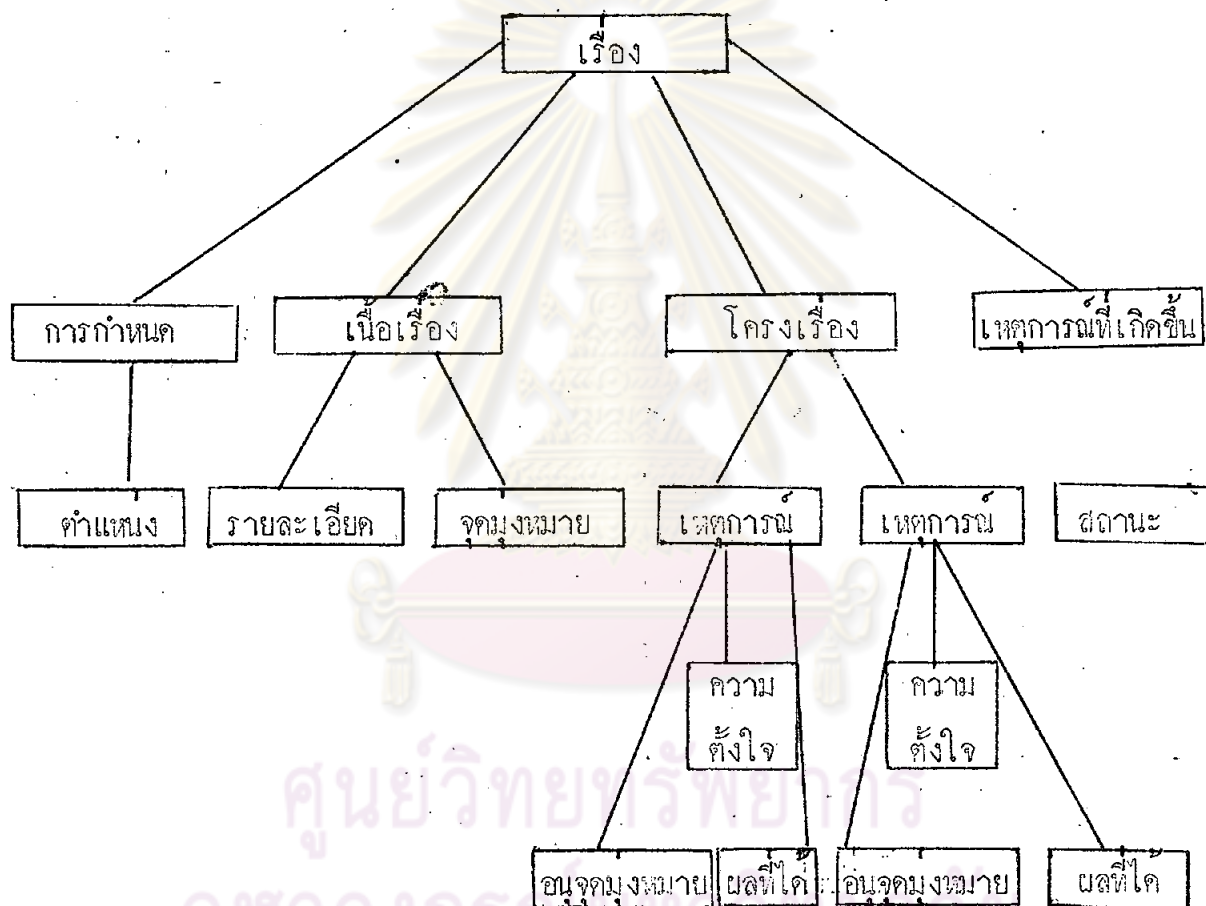 เรื่อง
การกำหนด เนื้อเรื่อง โครงเรื่อง เหตุการณ์ที่เกิดขึ้น
ตำแหน่ง รายละเอียด จุดมุ่งหมาย เหตุการณ์ เหตุการณ์ สถานะ
ความ ความ
ตั้งใจ ตั้งใจ
ศูนย์วิทยทรัพยากร
อนุจุดมุ่งหมาย ผลที่ได้ อนุจุดมุ่งหมาย ผลที่ได้